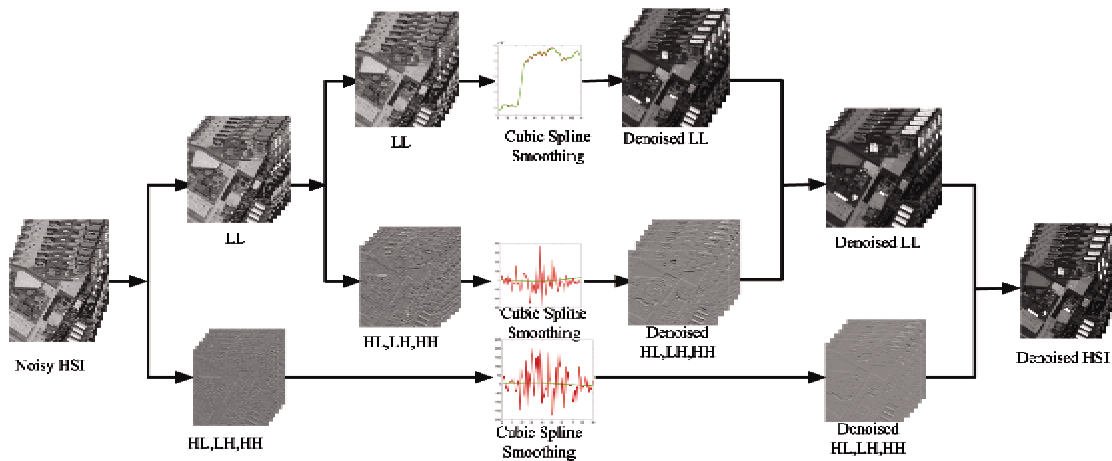 LL
Cubic Spline
Smoothing
Denoised LL
LL
Denoised LL
Noisy HSI
HL,LH,HH
Cubic Spline
Smoothing
Denoised
HL,LH,HH
Denoised HSI
HL,LH,HH
Cubic Spline
Smoothing
Denoised
HL,LH,HH